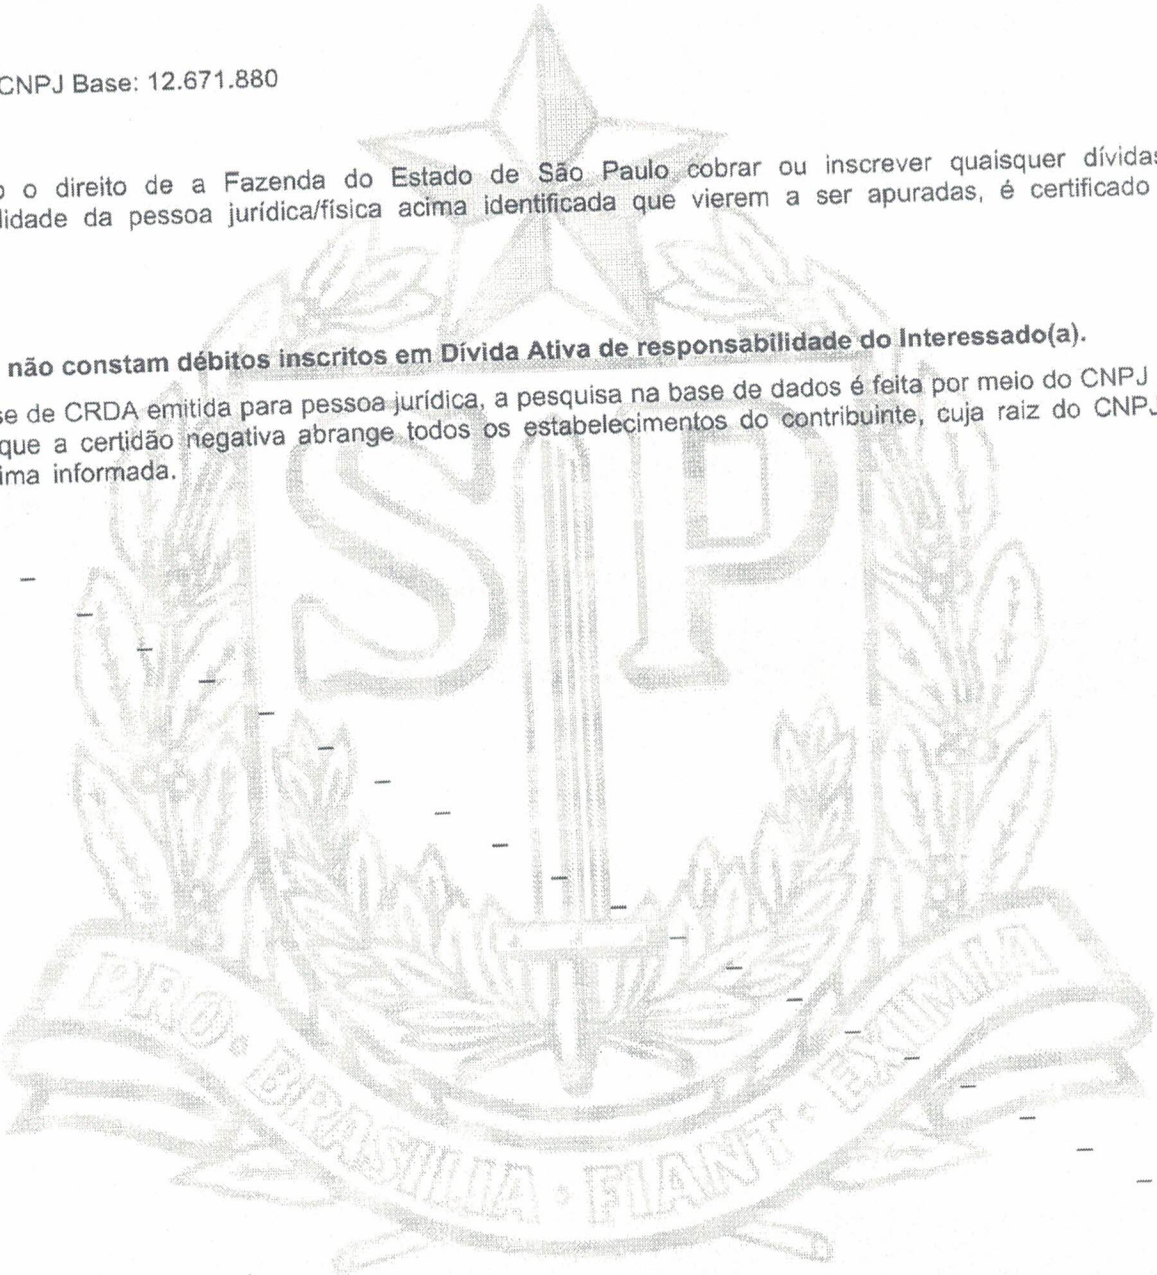 CNPJ Base: 12.671.880
o o direito de a Fazenda do Estado de São Paulo cobrar ou inscrever quaisquer dívidas
lidade da pessoa jurídica/física acima identificada que vierem a ser apuradas, é certificado
não constam débitos inscritos em Dívida Ativa de responsabilidade do Interessado(a).
se de CRDA emitida para pessoa jurídica, a pesquisa na base de dados é feita por meio do CNPJ
que a certidão negativa abrange todos os estabelecimentos do contribuinte, cuja raiz do CNPJ
ima informada.
SP
PRO · BRASILIA · FIANT · EXIMIA